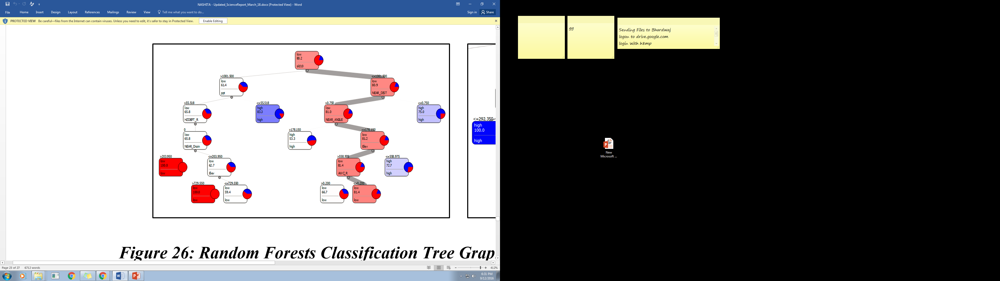 NASHITA - Updated_ScienceReport_March_18.docx (Protected View) - Word
File Home Insert Design Layout References Mailings Review View Tell me what you want to do... Sign in Share
PROTECTED VIEW Be careful—files from the Internet can contain viruses. Unless you need to edit, it's safer to stay in Protected View. Enable Editing
low
80.2
sld10
>1081.500
low
61.4
ppt
<=1081.500
low
80.9
NEAR_DIST
>55.518
low
65.8
HZDEPT_R
<=55.518
high
83.3
high
>0.750
low
81.0
NEAR_ANGLE
<=0.750
high
75.0
high
0
low
65.8
NEAR_Drain
>178.150
high
53.3
high
<=178.150
low
81.2
Elev
>203.950
low
100.0
low
<=203.950
low
62.7
Elev
>558.975
low
81.4
AWC_R
<=558.975
high
72.7
high
>729.550
low
100.0
low
<=729.550
low
59.4
low
>0.200
low
66.7
low
<=0.200
low
81.4
low
<=292.350
high
100.0
high
Figure 26: Random Forests Classification Tree Grap
Page 23 of 27 6712 words
412%
6:31 PM
9/12/2016
gg
Sending Files to Bhardwaj
logon to drive.google.com
login with h8mp
New
Microsoft ...